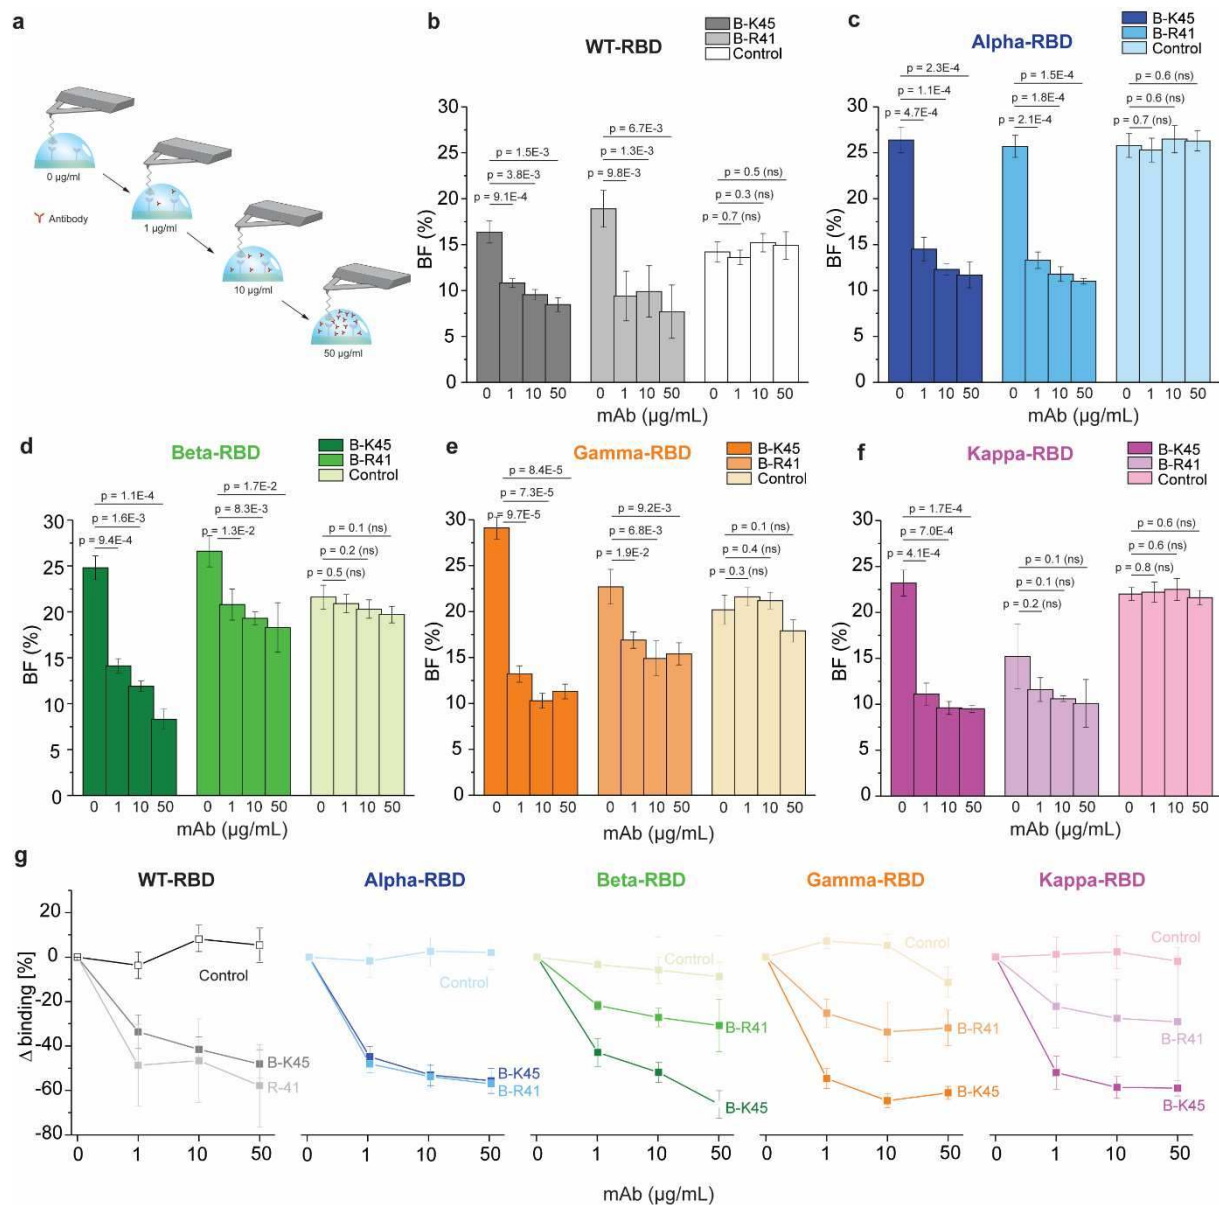 a
0 µg/ml
Antibody
1 µg/ml
10 µg/ml
50 µg/ml
b
WT-RBD
B-K45
B-R41
Control
p = 1.5E-3
p = 3.8E-3
p = 9.1E-4
p = 6.7E-3
p = 1.3E-3
p = 9.8E-3
p = 0.5 (ns)
p = 0.3 (ns)
p = 0.7 (ns)
BF (%)
30
25
20
15
10
5
0
0 1 10 50 0 1 10 50 0 1 10 50
mAb (µg/mL)
c
Alpha-RBD
B-K45
B-R41
Control
p = 2.3E-4
p = 1.1E-4
p = 4.7E-4
p = 1.5E-4
p = 1.8E-4
p = 2.1E-4
p = 0.6 (ns)
p = 0.6 (ns)
p = 0.7 (ns)
BF (%)
30
25
20
15
10
5
0
0 1 10 50 0 1 10 50 0 1 10 50
mAb (µg/mL)
d
Beta-RBD
B-K45
B-R41
Control
p = 1.1E-4
p = 1.6E-3
p = 9.4E-4
p = 1.7E-2
p = 8.3E-3
p = 1.3E-2
p = 0.1 (ns)
p = 0.2 (ns)
p = 0.5 (ns)
BF (%)
30
25
20
15
10
5
0
0 1 10 50 0 1 10 50 0 1 10 50
mAb (µg/mL)
e
Gamma-RBD
B-K45
B-R41
Control
p = 8.4E-5
p = 7.3E-5
p = 9.7E-5
p = 9.2E-3
p = 6.8E-3
p = 1.9E-2
p = 0.1 (ns)
p = 0.4 (ns)
p = 0.3 (ns)
BF (%)
30
25
20
15
10
5
0
0 1 10 50 0 1 10 50 0 1 10 50
mAb (µg/mL)
f
Kappa-RBD
B-K45
B-R41
Control
p = 1.7E-4
p = 7.0E-4
p = 4.1E-4
p = 0.1 (ns)
p = 0.1 (ns)
p = 0.2 (ns)
p = 0.6 (ns)
p = 0.6 (ns)
p = 0.8 (ns)
BF (%)
30
25
20
15
10
5
0
0 1 10 50 0 1 10 50 0 1 10 50
mAb (µg/mL)
g
WT-RBD
Alpha-RBD
Beta-RBD
Gamma-RBD
Kappa-RBD
Δ binding [%]
20
0
-20
-40
-60
-80
Control
B-K45
R-41
0 1 10 50
Control
B-K45
B-R41
0 1 10 50
Control
B-R41
B-K45
0 1 10 50
Control
B-R41
B-K45
0 1 10 50
Control
B-R41
B-K45
0 1 10 50
mAb (µg/mL)